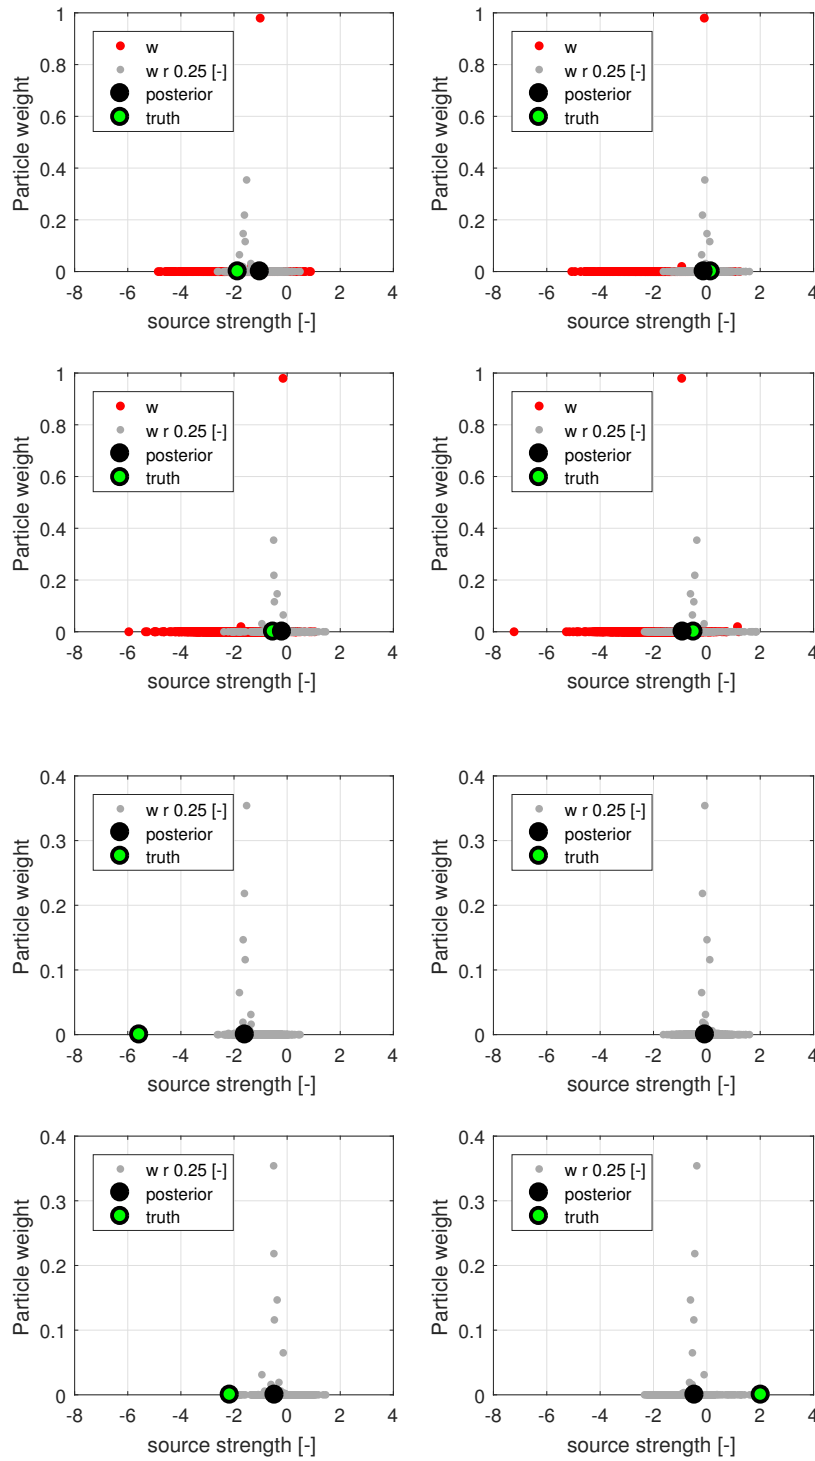 1
0.8
0.6
0.4
0.2
0
Particle weight
w
w r 0.25 [-]
posterior
truth
-8 -6 -4 -2 0 2 4
source strength [-]
1
0.8
0.6
0.4
0.2
0
Particle weight
w
w r 0.25 [-]
posterior
truth
-8 -6 -4 -2 0 2 4
source strength [-]
1
0.8
0.6
0.4
0.2
0
Particle weight
w
w r 0.25 [-]
posterior
truth
-8 -6 -4 -2 0 2 4
source strength [-]
1
0.8
0.6
0.4
0.2
0
Particle weight
w
w r 0.25 [-]
posterior
truth
-8 -6 -4 -2 0 2 4
source strength [-]
0.4
0.3
0.2
0.1
0
Particle weight
w r 0.25 [-]
posterior
truth
-8 -6 -4 -2 0 2 4
source strength [-]
0.4
0.3
0.2
0.1
0
Particle weight
w r 0.25 [-]
posterior
truth
-8 -6 -4 -2 0 2 4
source strength [-]
0.4
0.3
0.2
0.1
0
Particle weight
w r 0.25 [-]
posterior
truth
-8 -6 -4 -2 0 2 4
source strength [-]
0.4
0.3
0.2
0.1
0
Particle weight
w r 0.25 [-]
posterior
truth
-8 -6 -4 -2 0 2 4
source strength [-]